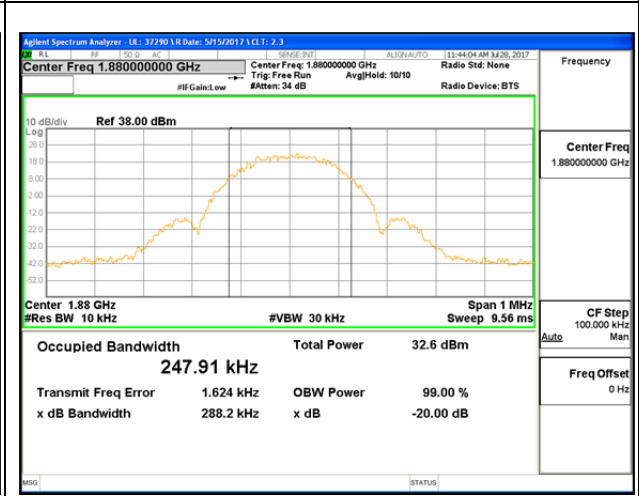 Agilent Spectrum Analyzer - UL: 37290 \ R Date: 5/15/2017 \ CLT: 2.3
RL RF 50 Ω AC SENSE:INT ALIGN AUTO 11:44:04 AM Jul 28, 2017
Center Freq 1.880000000 GHz
Center Freq: 1.880000000 GHz
Radio Std: None
Trig: Free Run Avg|Hold: 10/10
#IFGain:Low
#Atten: 34 dB
Radio Device: BTS
10 dB/div Ref 38.00 dBm
Log
28.0
18.0
8.00
-2.00
-12.0
-22.0
-32.0
-42.0
-52.0
Center 1.88 GHz Span 1 MHz
#Res BW 10 kHz #VBW 30 kHz Sweep 9.56 ms
Occupied Bandwidth Total Power 32.6 dBm
247.91 kHz
Transmit Freq Error 1.624 kHz OBW Power 99.00 %
x dB Bandwidth 288.2 kHz x dB -20.00 dB
MSG STATUS
Frequency
Center Freq
1.880000000 GHz
CF Step
100.000 kHz
Auto Man
Freq Offset
0 Hz